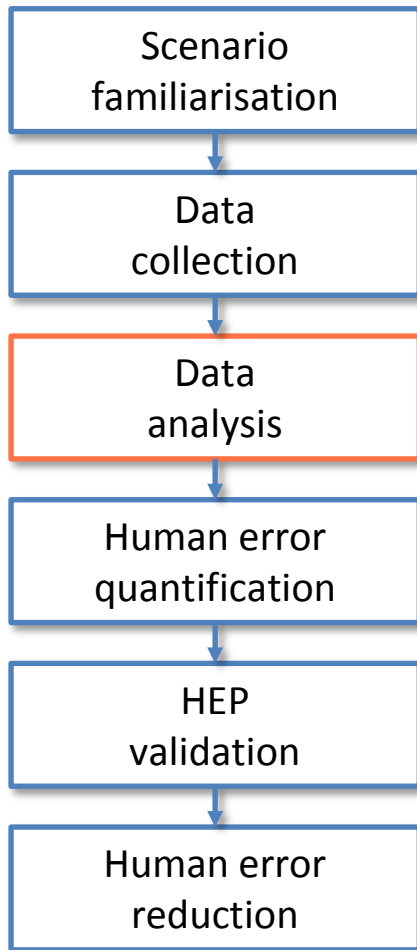 Scenario
familiarisation
Data
collection
Data
analysis
Human error
quantification
HEP
validation
Human error
reduction